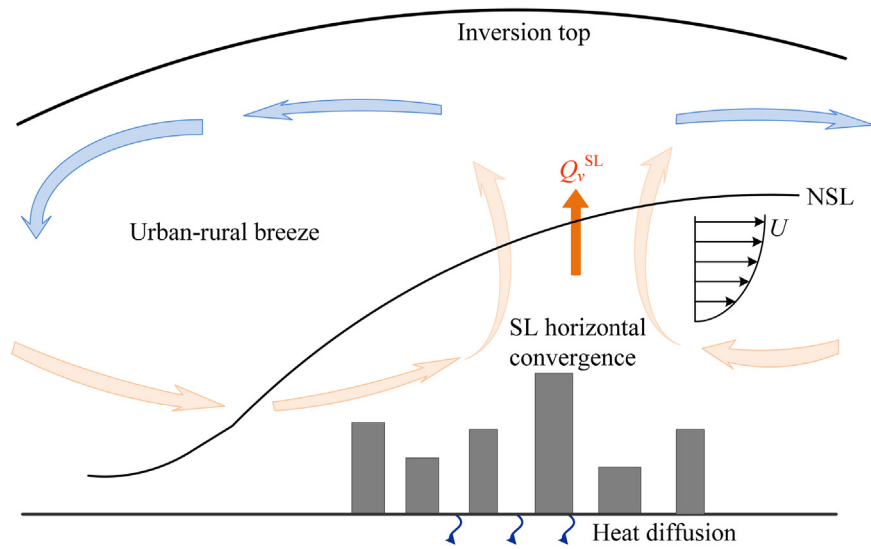 Inversion top
Q_v^SL
NSL
U
Urban-rural breeze
SL horizontal
convergence
Heat diffusion